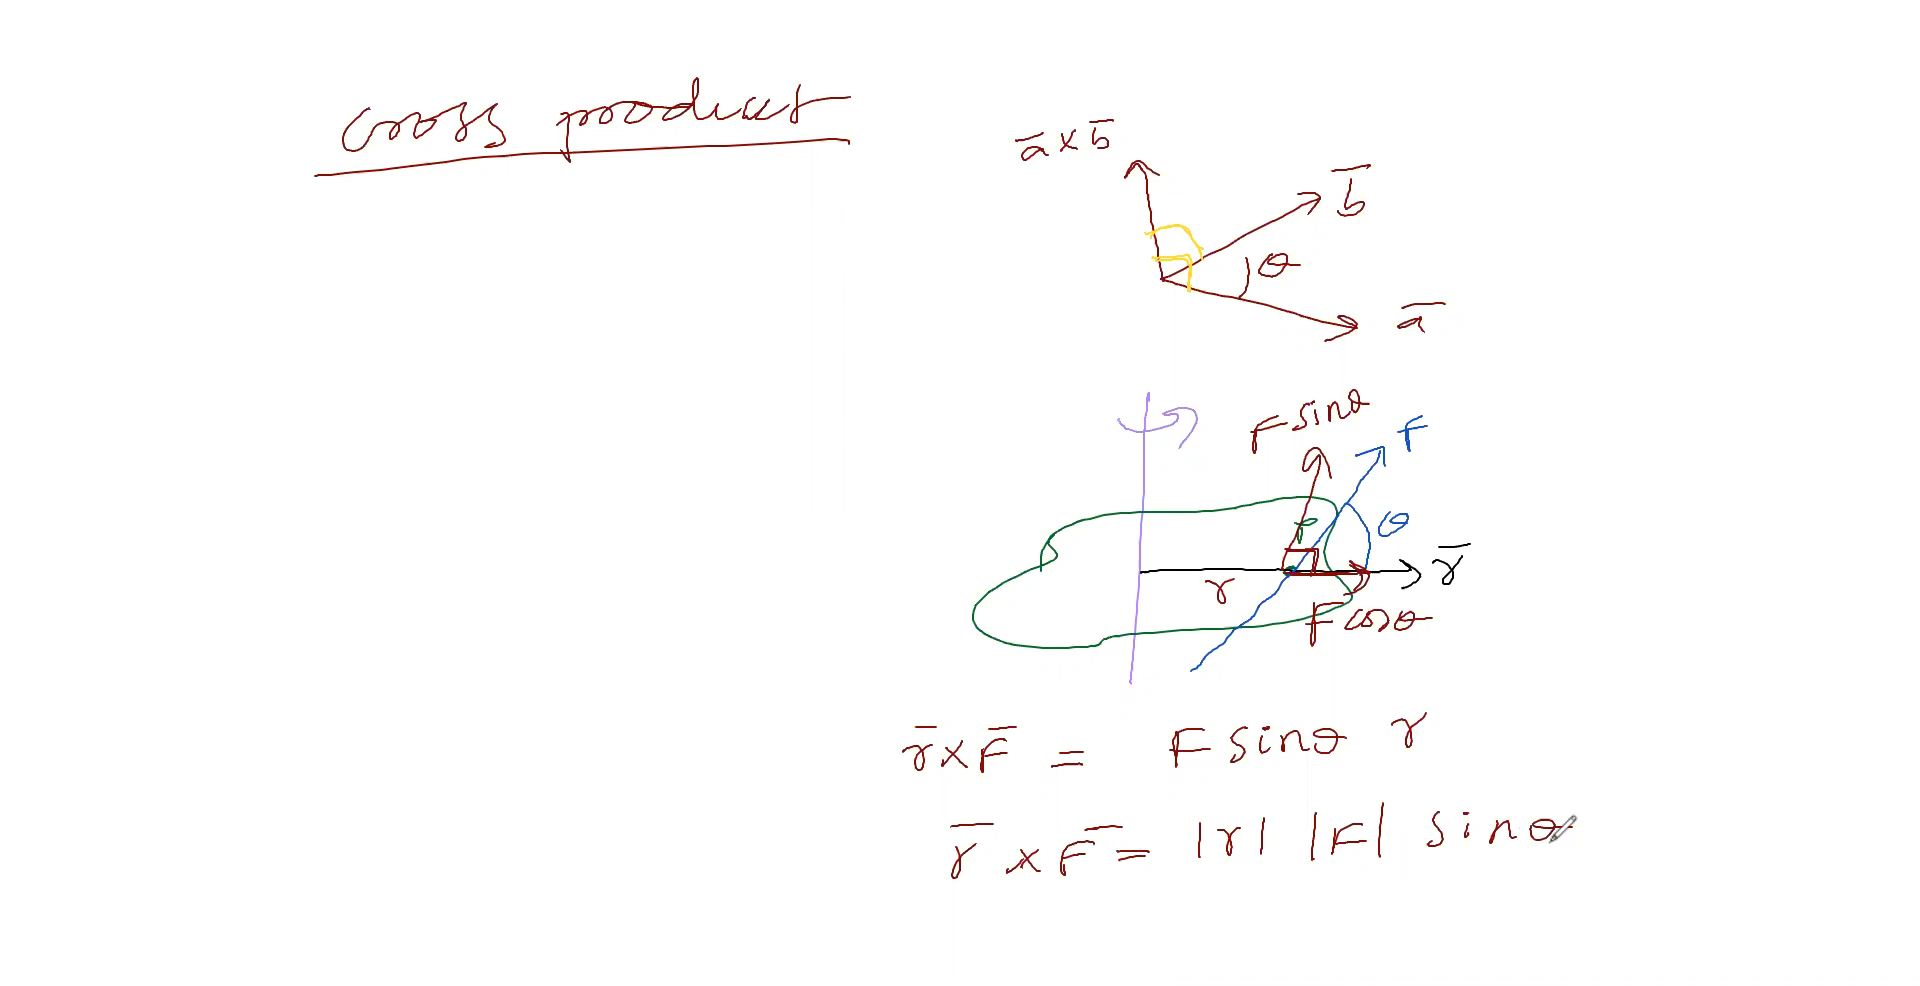 cross product
a̅ × b̅
b̅
θ
a̅
F sinθ
F
P
θ
r̅
r
F cosθ
r̅ × F̅ = F sinθ r
r̅ × F̅ = |r| |F| sinθ